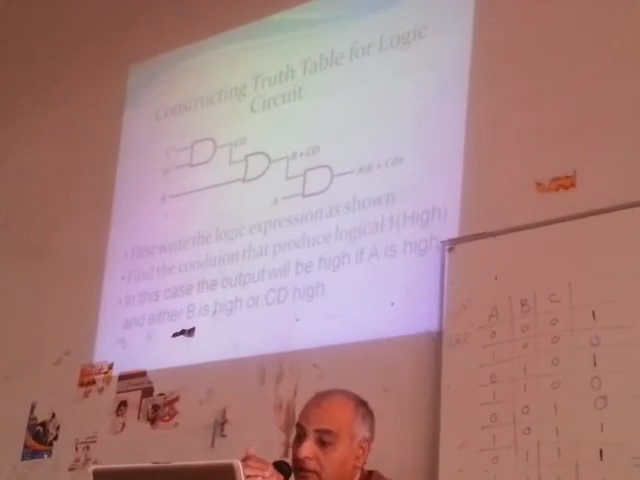 Constructing Truth Table for Logic
Circuit
C
CD
B + CD
B
A
• First write the logic expression as shown
• Find the condition that produce logical 1(High)
• In this case the output will be high if A is high
and either B is high or CD high
A B C
0 0 0 1
1 0 0 0
0 1 0 1
1 1 0 0
0 0 1 0
1 0 1 1
0 1 1 1